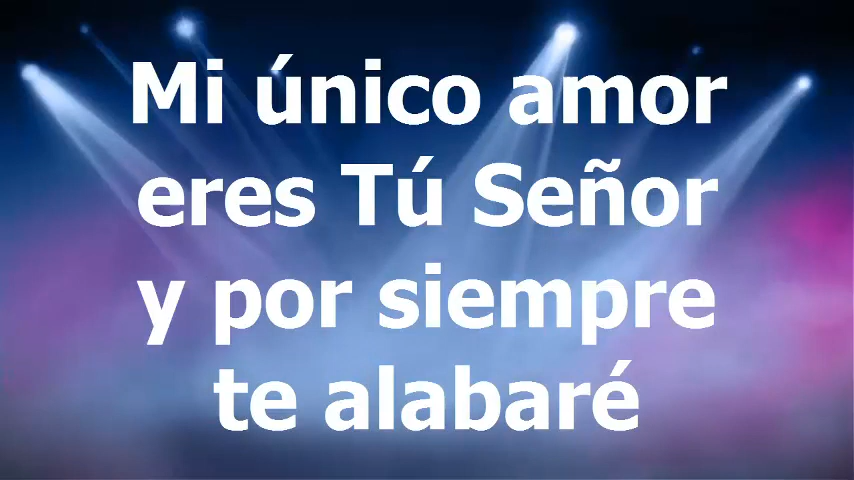 Mi único amor
eres Tú Señor
y por siempre
te alabaré